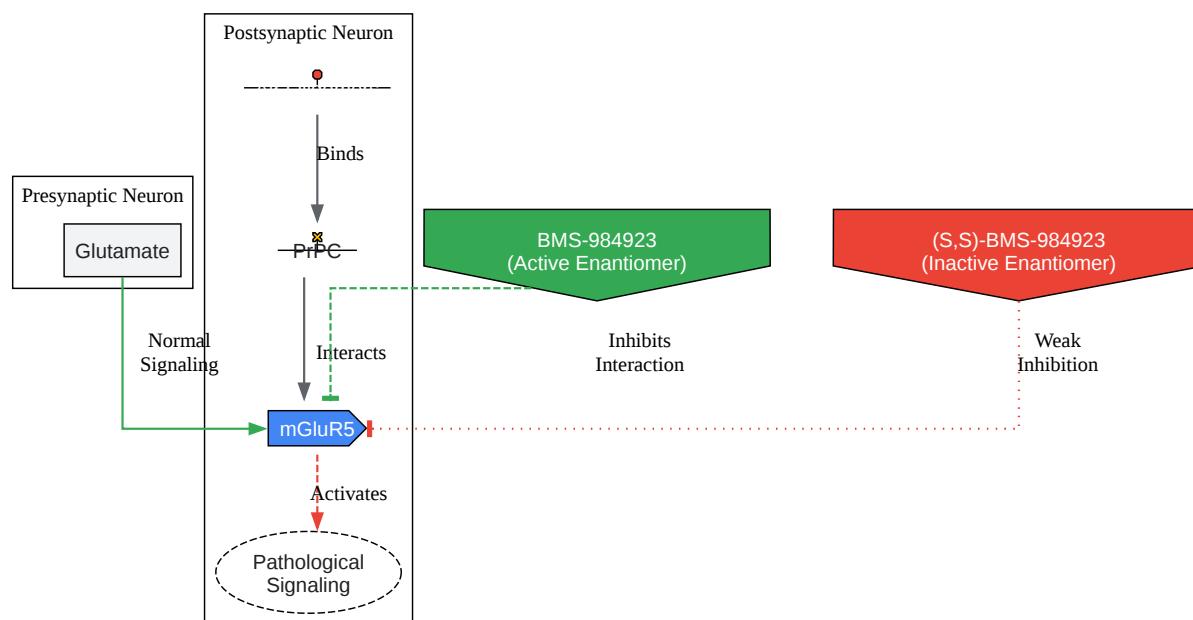 Postsynaptic Neuron
Binds
Presynaptic Neuron
Glutamate
PrPC
BMS-984923
(Active Enantiomer)
(S,S)-BMS-984923
(Inactive Enantiomer)
Normal
Signaling
Interacts
Inhibits
Interaction
Weak
Inhibition
mGluR5
Activates
Pathological
Signaling